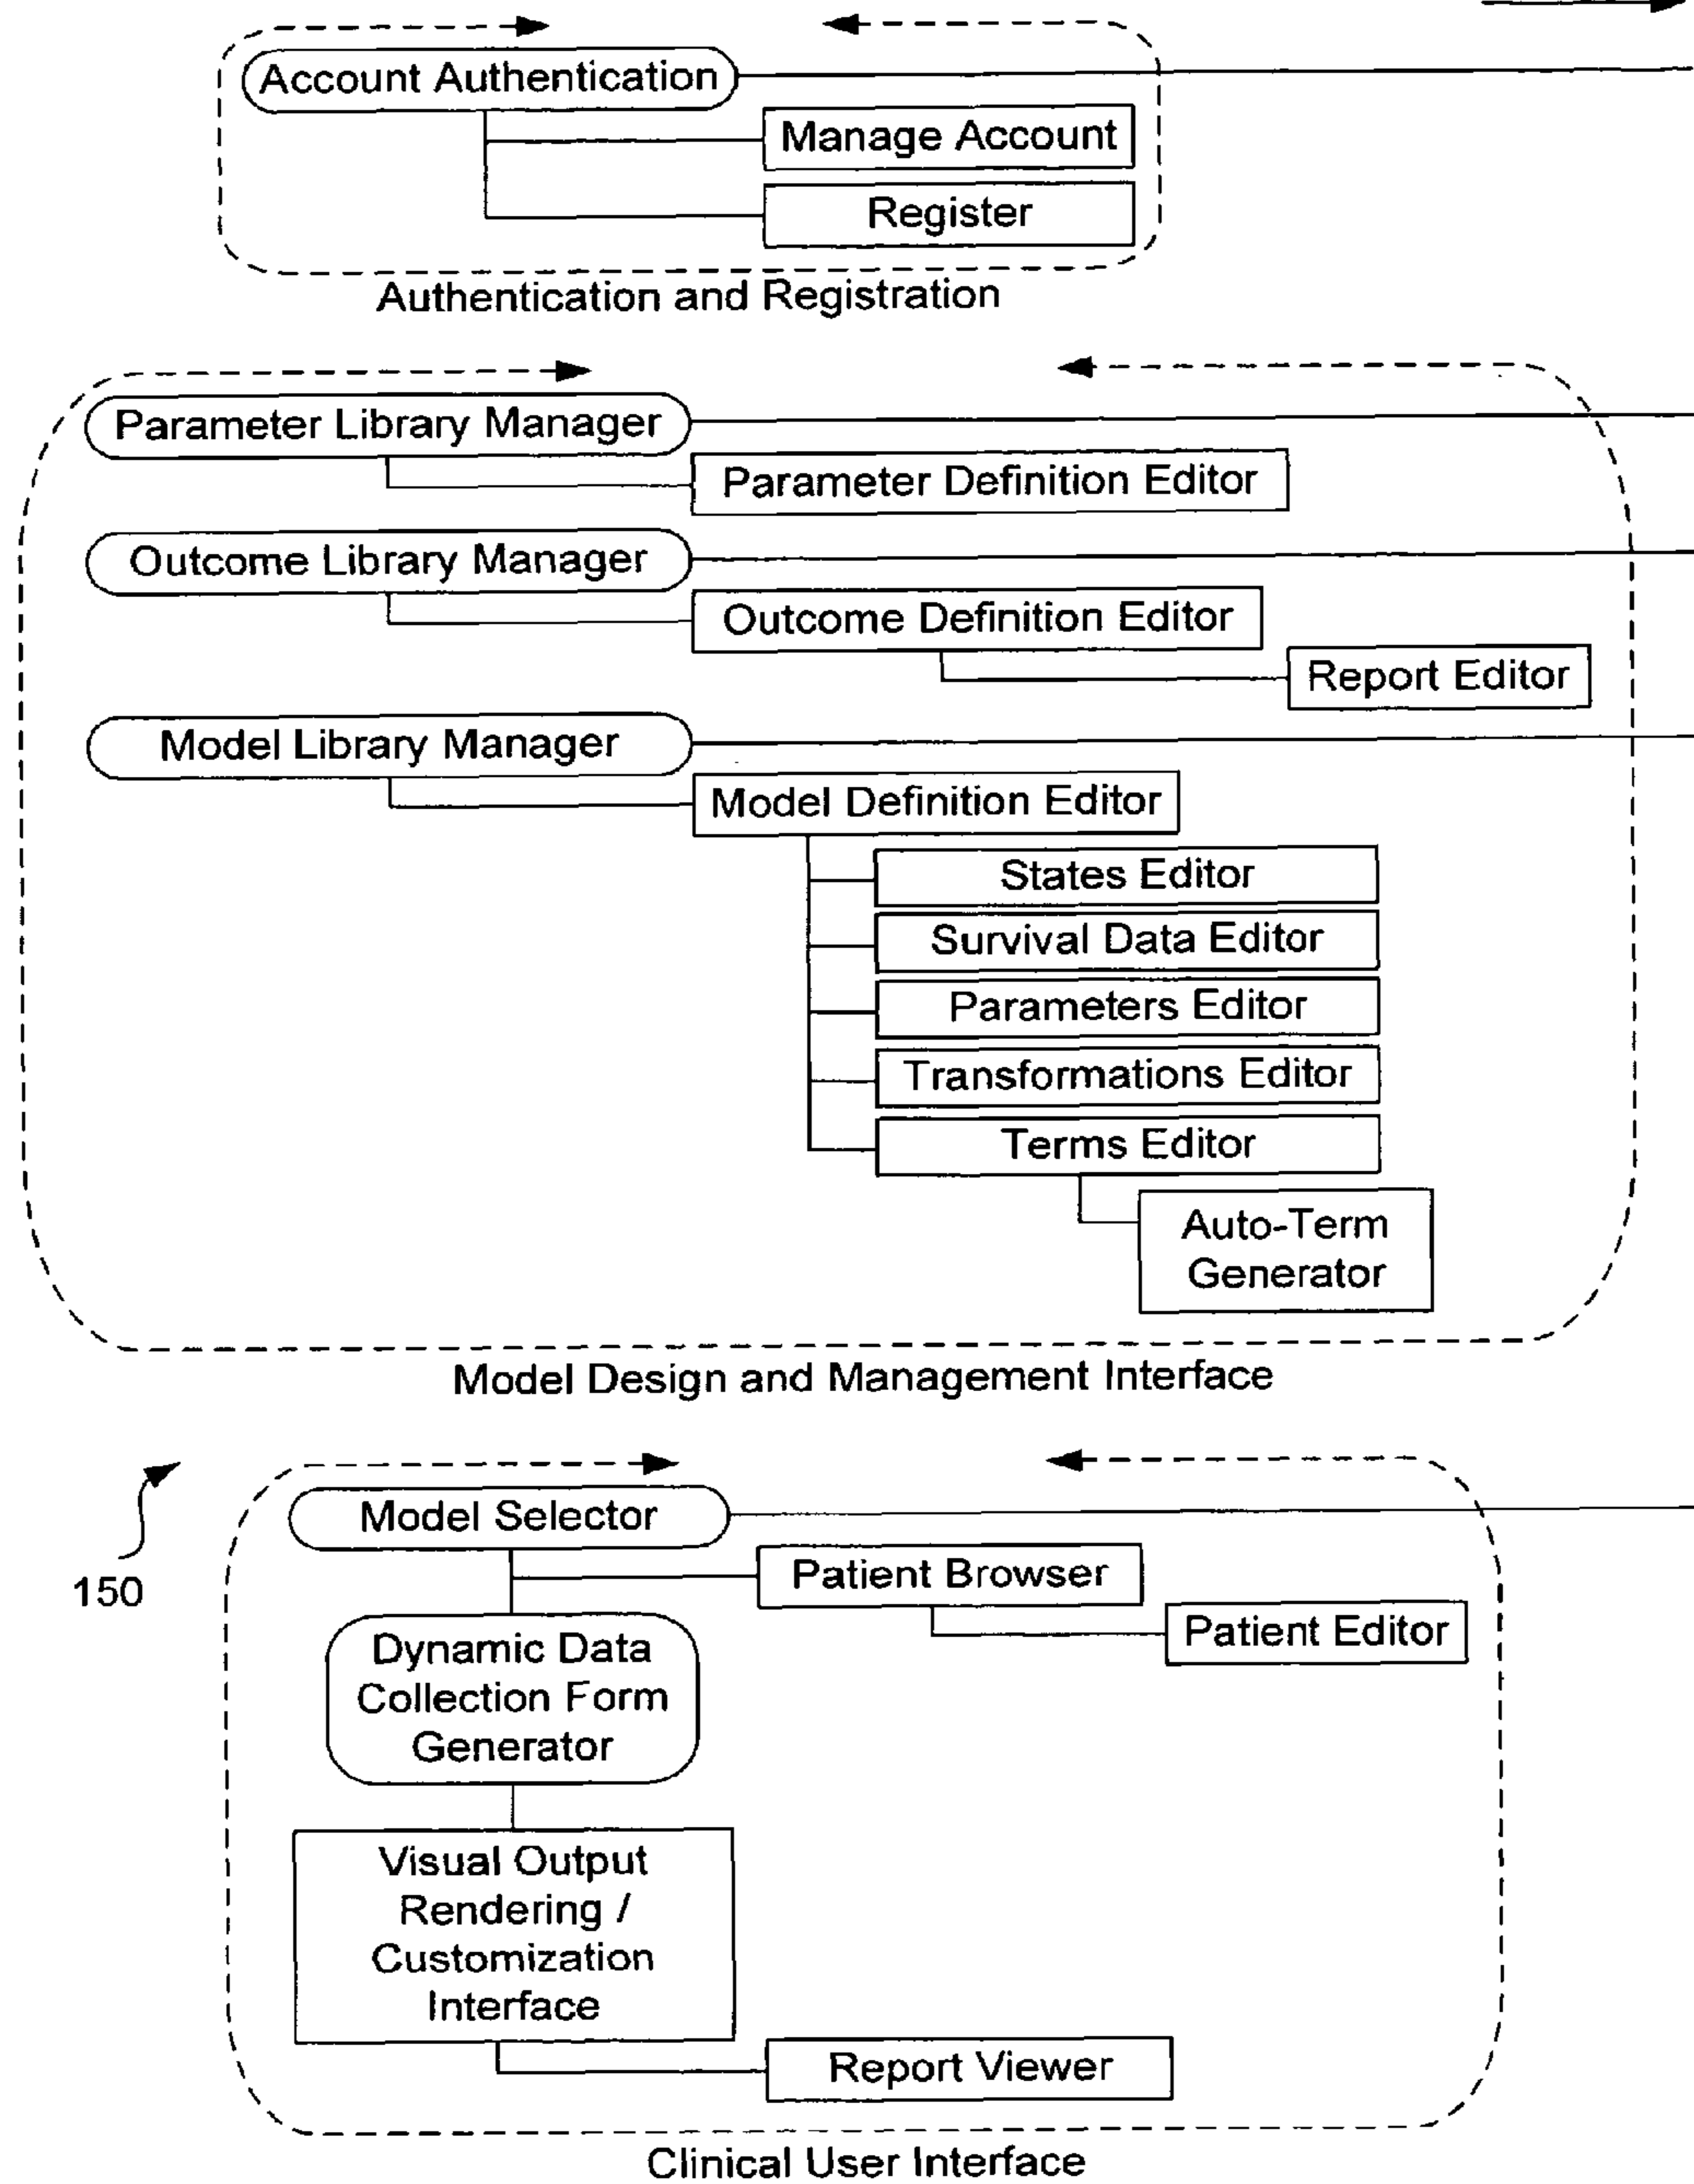 Account Authentication
Manage Account
Register
Authentication and Registration
Parameter Library Manager
Parameter Definition Editor
Outcome Library Manager
Outcome Definition Editor
Report Editor
Model Library Manager
Model Definition Editor
States Editor
Survival Data Editor
Parameters Editor
Transformations Editor
Terms Editor
Auto-Term
Generator
Model Design and Management Interface
150
Model Selector
Patient Browser
Patient Editor
Dynamic Data
Collection Form
Generator
Visual Output
Rendering /
Customization
Interface
Report Viewer
Clinical User Interface